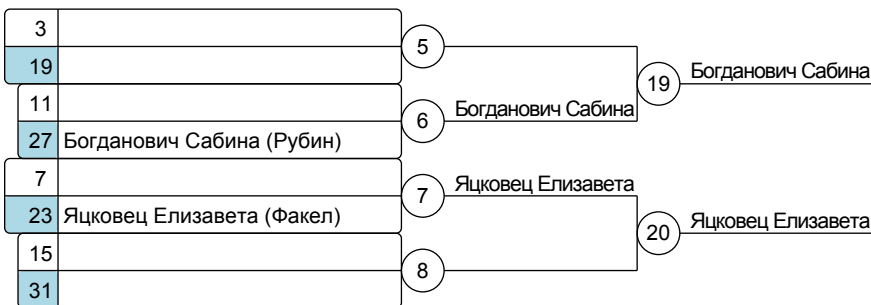 3
5
19
19 Богданович Сабина
11
6 Богданович Сабина
27 Богданович Сабина (Рубин)
7
7 Яцковец Елизавета
23 Яцковец Елизавета (Факел)
20 Яцковец Елизавета
15
8
31